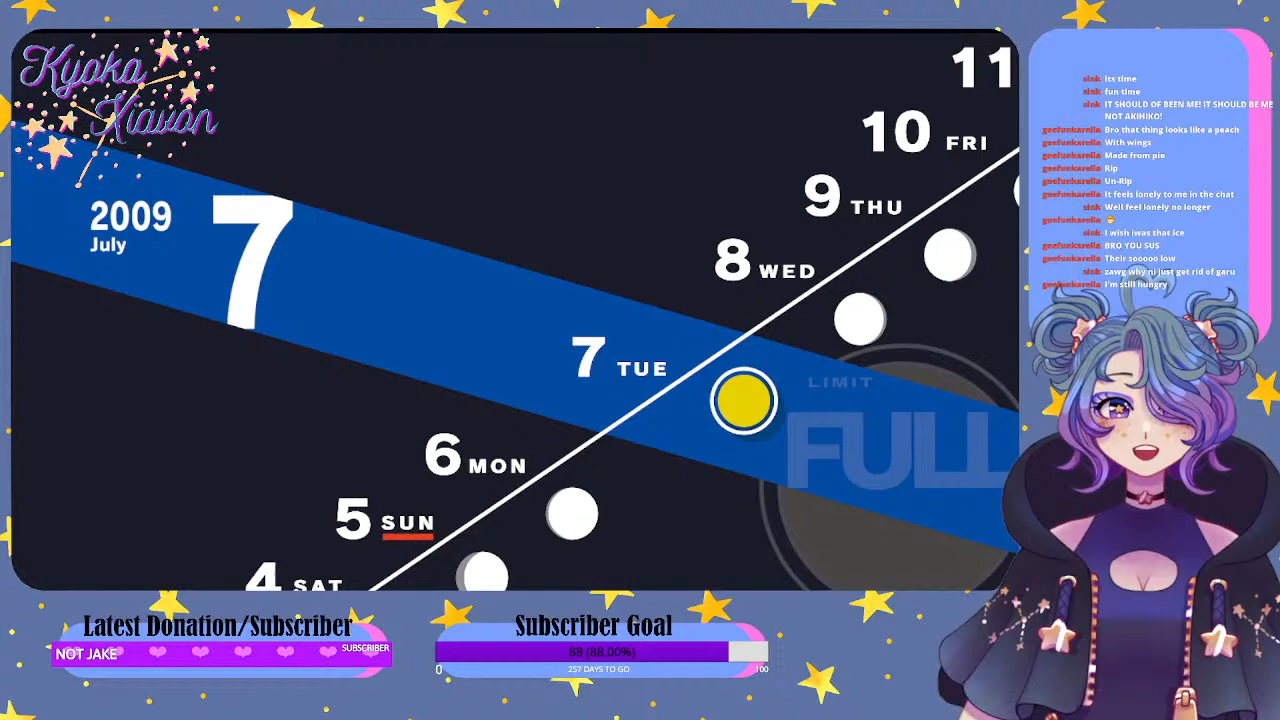 Kyoka
Xiavon
2009
July
7
11
10 FRI
9 THU
8 WED
7 TUE
6 MON
5 SUN
4 SAT
LIMIT
FULL
sink Its time
sink fun time
sink IT SHOULD OF BEEN ME! IT SHOULD BE ME
NOT AKIHIKO!
geefunkarella Bro that thing looks like a peach
geefunkarella With wings
geefunkarella Made from pie
geefunkarella Rip
geefunkarella Un-Rip
geefunkarella It feels lonely to me in the chat
sink Well feel lonely no longer
geefunkarella
sink I wish iwas that ice
geefunkarella BRO YOU SUS
geefunkarella Their sooooo low
sink zawg why ni just get rid of garu
geefunkarella I'm still hungry
Latest Donation/Subscriber
NOT JAKE
SUBSCRIBER
Subscriber Goal
88 (88.00%)
0
257 DAYS TO GO
100